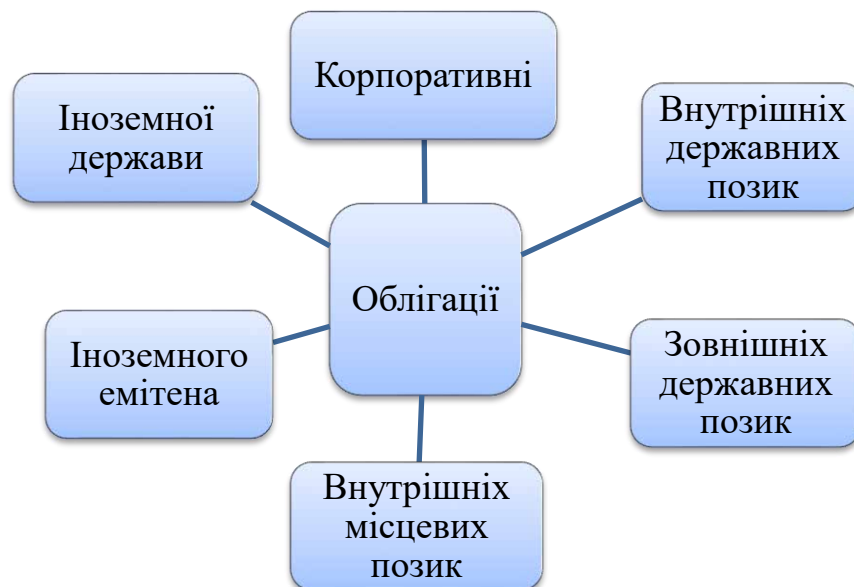 Корпоративні
Іноземної
держави
Внутрішніх
державних
позик
Облігації
Іноземного
емітена
Зовнішніх
державних
позик
Внутрішніх
місцевих
позик